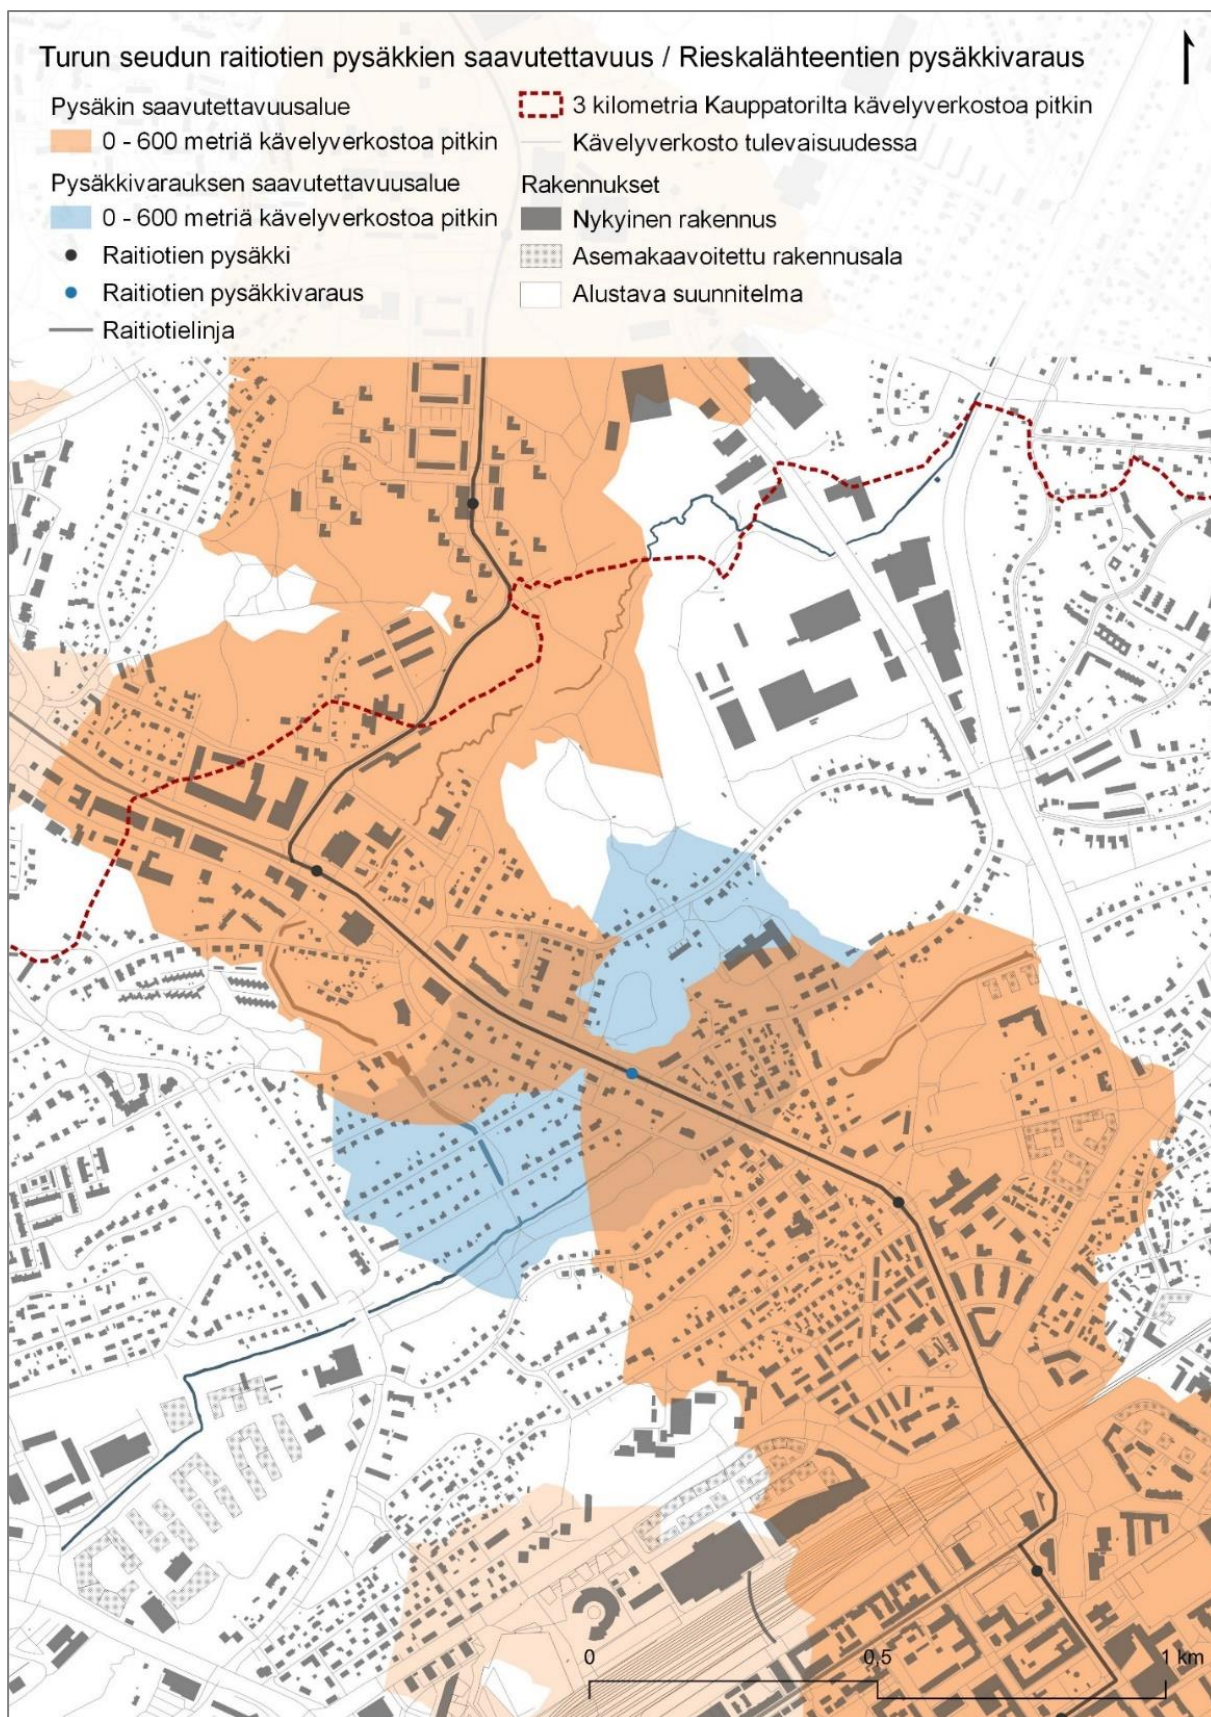 Turun seudun raitiotien pysäkkien saavutettavuus / Rieskalähteentien pysäkkivaraus
Pysäkin saavutettavuusalue
0 - 600 metriä kävelyverkostoa pitkin
Pysäkkivarauksen saavutettavuusalue
0 - 600 metriä kävelyverkostoa pitkin
Raitiotien pysäkki
Raitiotien pysäkkivaraus
Raitiotielinja
3 kilometria Kauppatorilta kävelyverkostoa pitkin
Kävelyverkosto tulevaisuudessa
Rakennukset
Nykyinen rakennus
Asemakaavoitettu rakennusala
Alustava suunnitelma
0 0,5 1 km